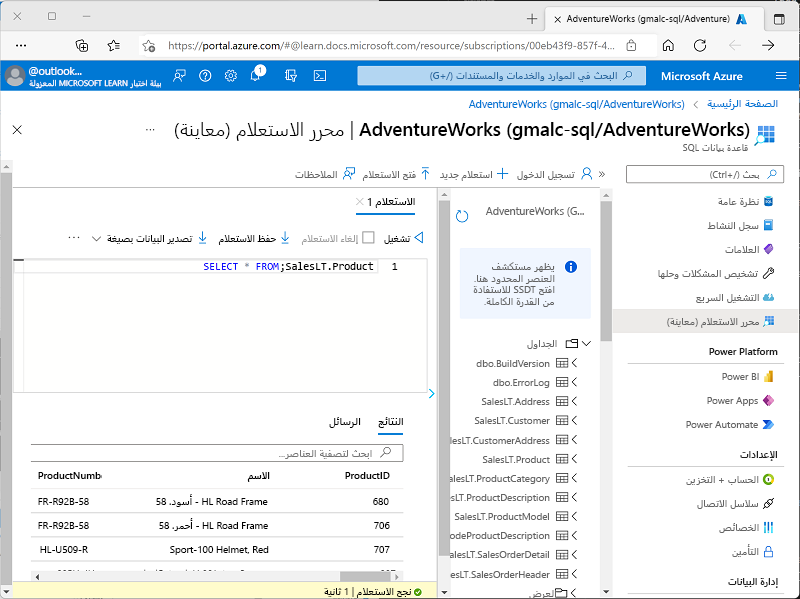 AdventureWorks (gmalc-sql/Adventure)
https://portal.azure.com/#@learn.docs.microsoft.com/resource/subscriptions/00eb43f9-857f-4...
Microsoft Azure
البحث في الموارد والخدمات والمستندات (/+G)
1
@outlook...
بيئة اختبار MICROSOFT LEARN المعزولة
الصفحة الرئيسية
AdventureWorks (gmalc-sql/AdventureWorks)
AdventureWorks (gmalc-sql/AdventureWorks) | محرر الاستعلام (معاينة)
قاعدة بيانات SQL
بحث (/+Ctrl)
نظرة عامة
سجل النشاط
العلامات
تشخيص المشكلات وحلها
التشغيل السريع
محرر الاستعلام (معاينة)
Power Platform
Power BI
Power Apps
Power Automate
الإعدادات
الحساب + التخزين
سلاسل الاتصال
الخصائص
التأمين
إدارة البيانات
تسجيل الدخول
استعلام جديد
فتح الاستعلام
الملاحظات
AdventureWorks (G...
يظهر مستكشف
العنصر المحدود هنا.
افتح SSDT للاستفادة
من القدرة الكاملة.
الجداول
dbo.BuildVersion
dbo.ErrorLog
SalesLT.Address
SalesLT.Customer
lesLT.CustomerAddress
SalesLT.Product
alesLT.ProductCategory
sLT.ProductDescription
SalesLT.ProductModel
odeProductDescription
alesLT.SalesOrderDetail
esLT.SalesOrderHeader
لعرض
الاستعلام 1
تشغيل
إلغاء الاستعلام
حفظ الاستعلام
تصدير البيانات بصيغة
1 SELECT * FROM;SalesLT.Product
النتائج
الرسائل
ابحث لتصفية العناصر...
ProductID الاسم ProductNumb
680 HL Road Frame - أسود، 58 FR-R92B-58
706 HL Road Frame - أحمر، 58 FR-R92B-58
707 Sport-100 Helmet, Red HL-U509-R
نجح الاستعلام | 1 ثانية